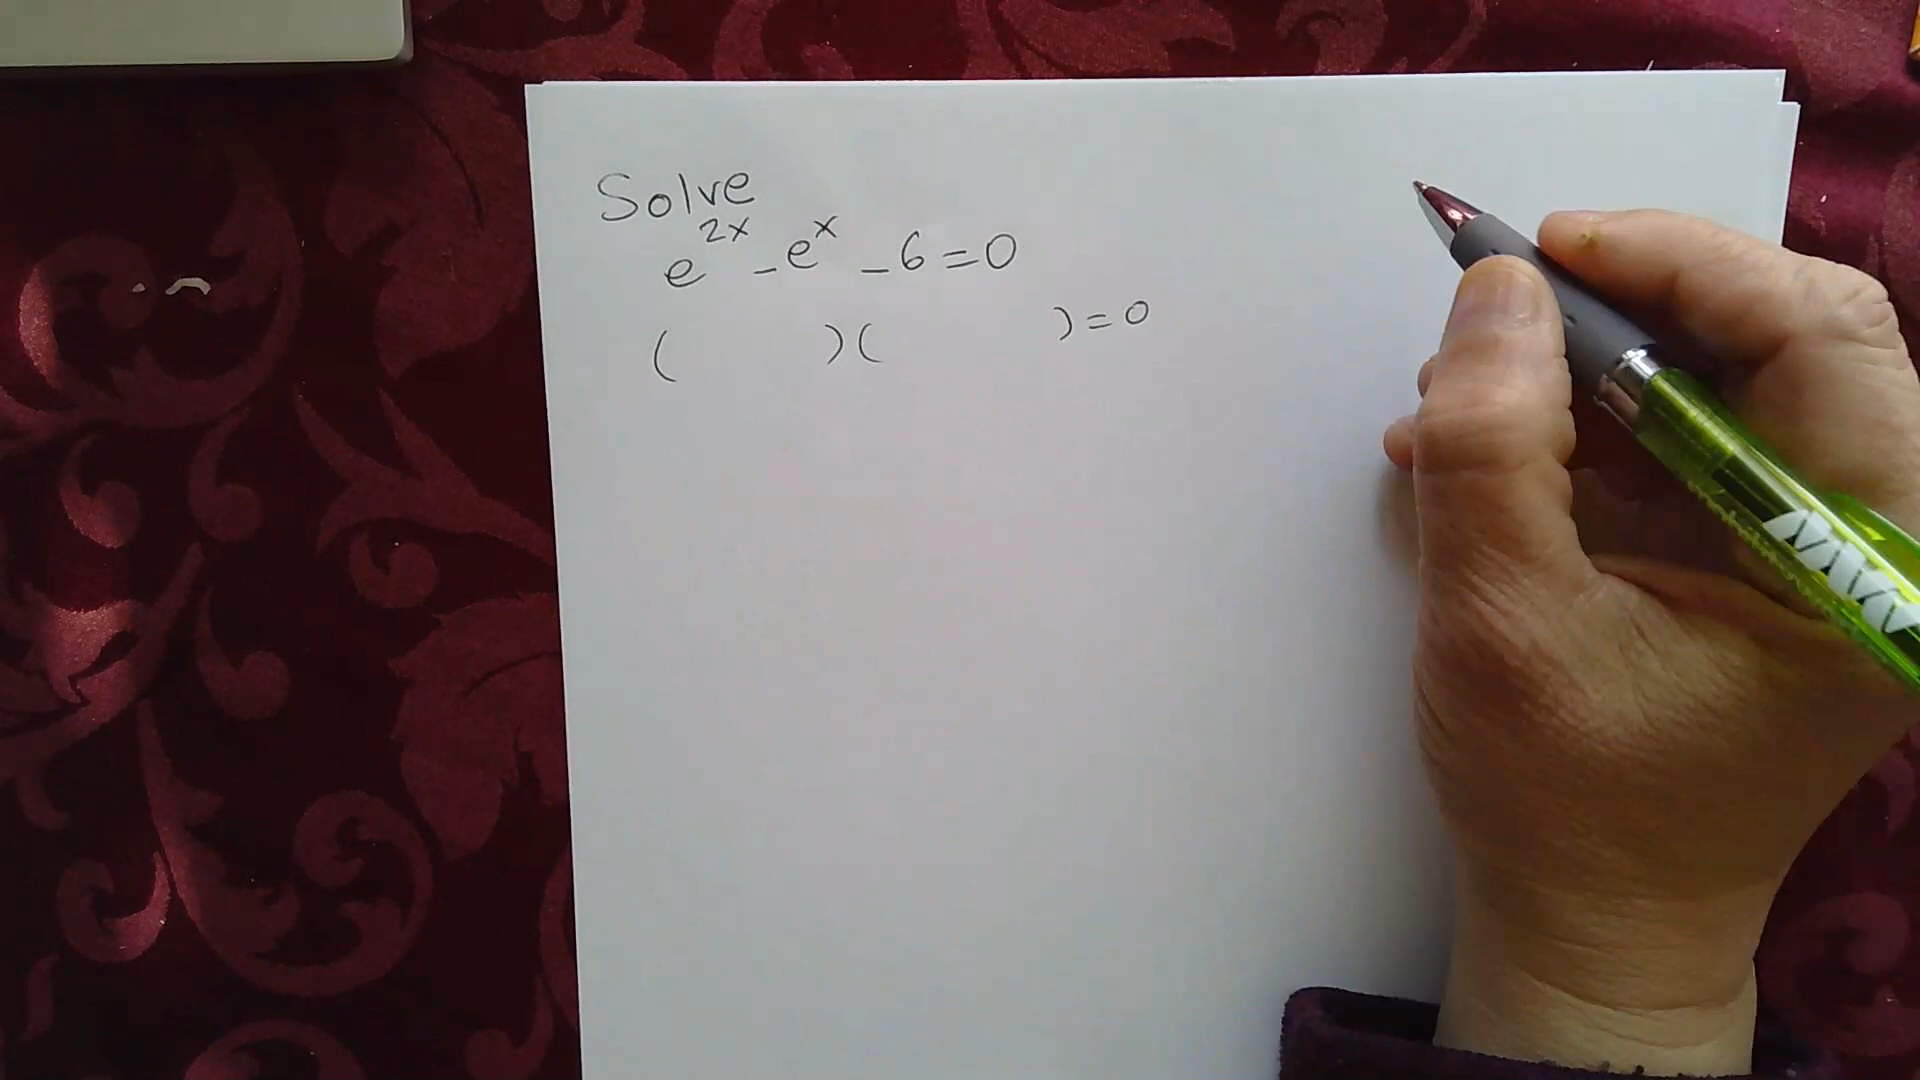 Solve
e^{2x} - e^x - 6 = 0
(        ) (        ) = 0